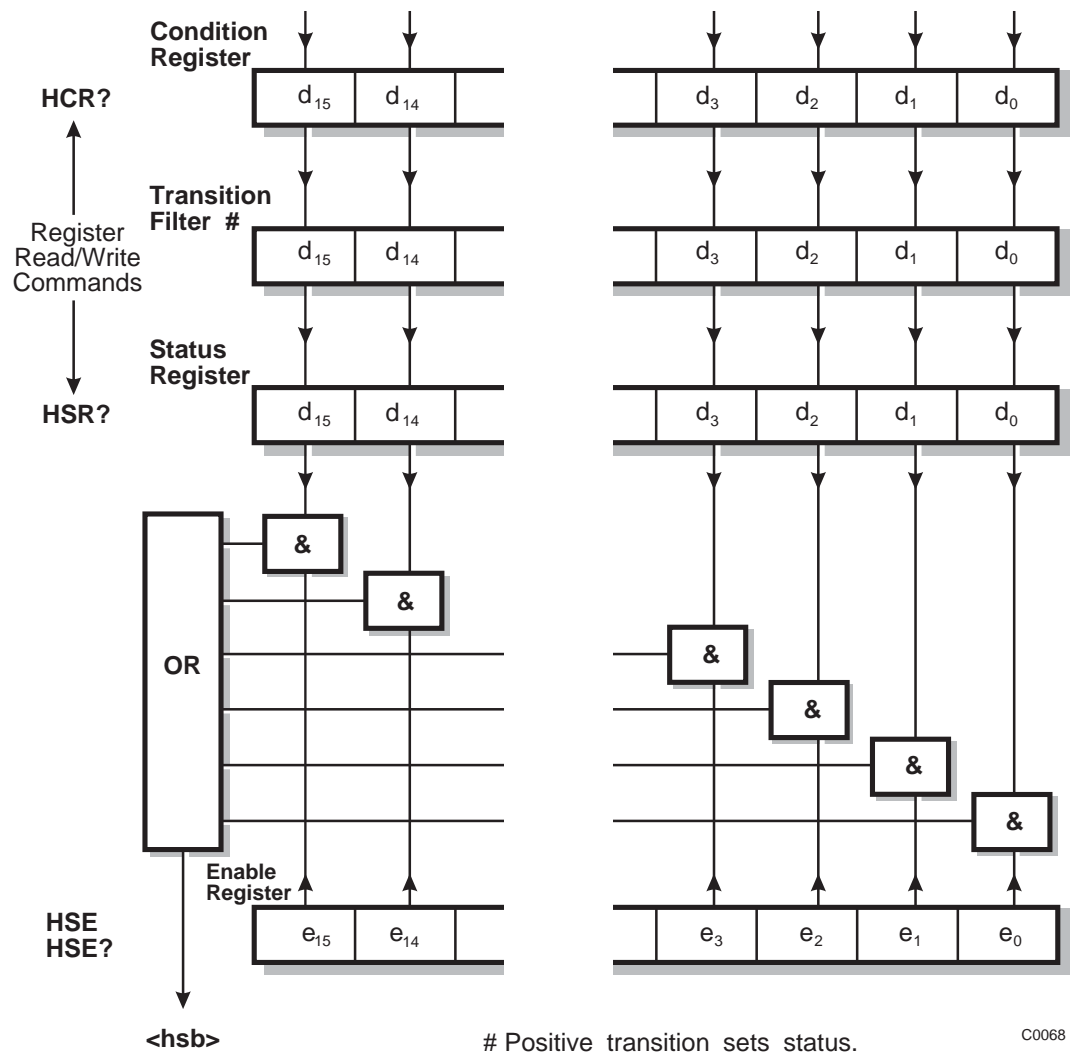 Condition
Register
HCR?
d15 d14 d3 d2 d1 d0
Transition
Filter #
d15 d14 d3 d2 d1 d0
Register
Read/Write
Commands
Status
Register
HSR?
d15 d14 d3 d2 d1 d0
&
&
OR
&
&
&
&
Enable
Register
HSE
HSE?
e15 e14 e3 e2 e1 e0
<hsb>
# Positive transition sets status.
C0068